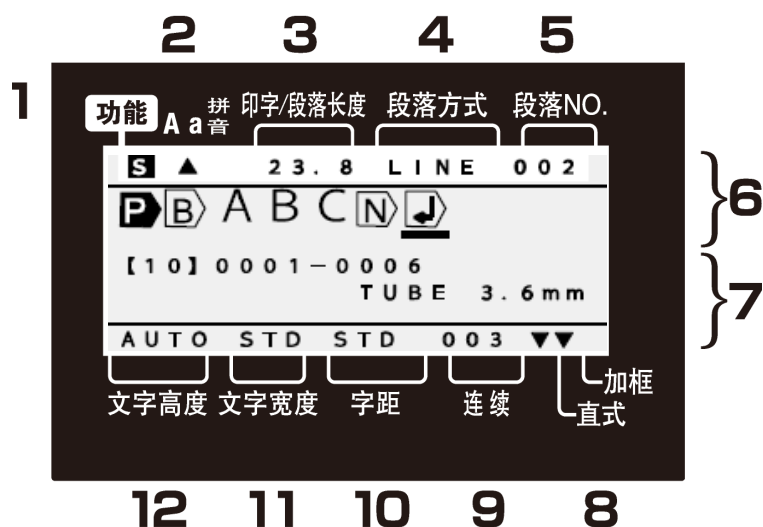 2 3 4 5
1
功能 A a 拼音 印字/段落长度 段落方式 段落NO.
S ▲ 23.8 LINE 002
P B A B C N ↲
6
【10】0001-0006
TUBE 3.6mm
7
AUTO STD STD 003 ▼▼
文字高度 文字宽度 字距 连续 直式 加框
12 11 10 9 8